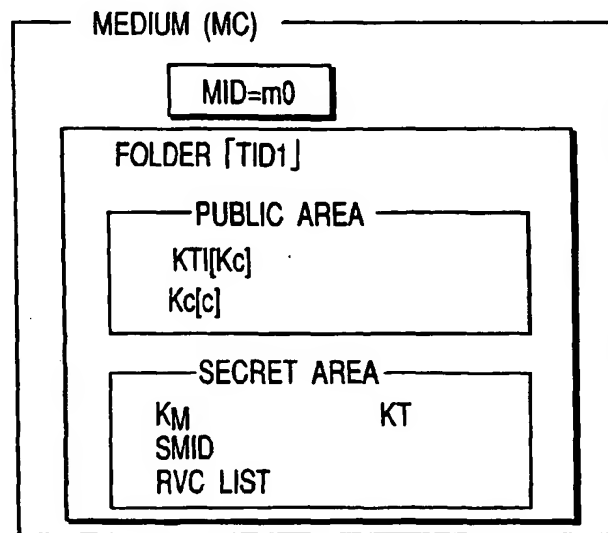 MEDIUM (MC)
MID=m0
FOLDER「TID1」
PUBLIC AREA
KTI[Kc]
Kc[c]
SECRET AREA
KM KT
SMID
RVC LIST